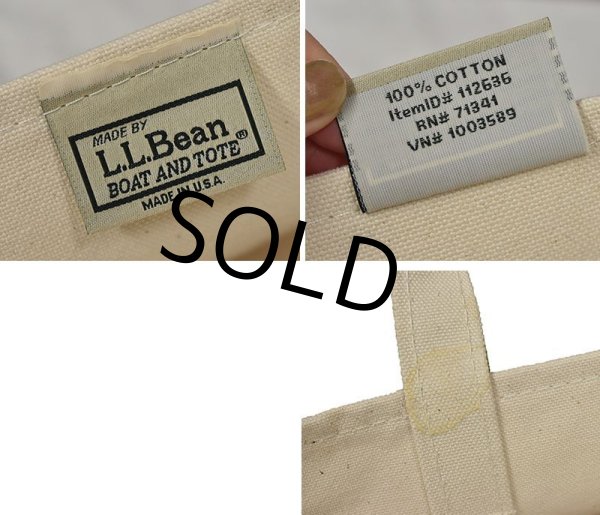 MADE BY
L.L.Bean®
BOAT AND TOTE
MADE IN U.S.A.
100% COTTON
ItemID# 112636
RN# 71341
VN# 1003589
SOLD